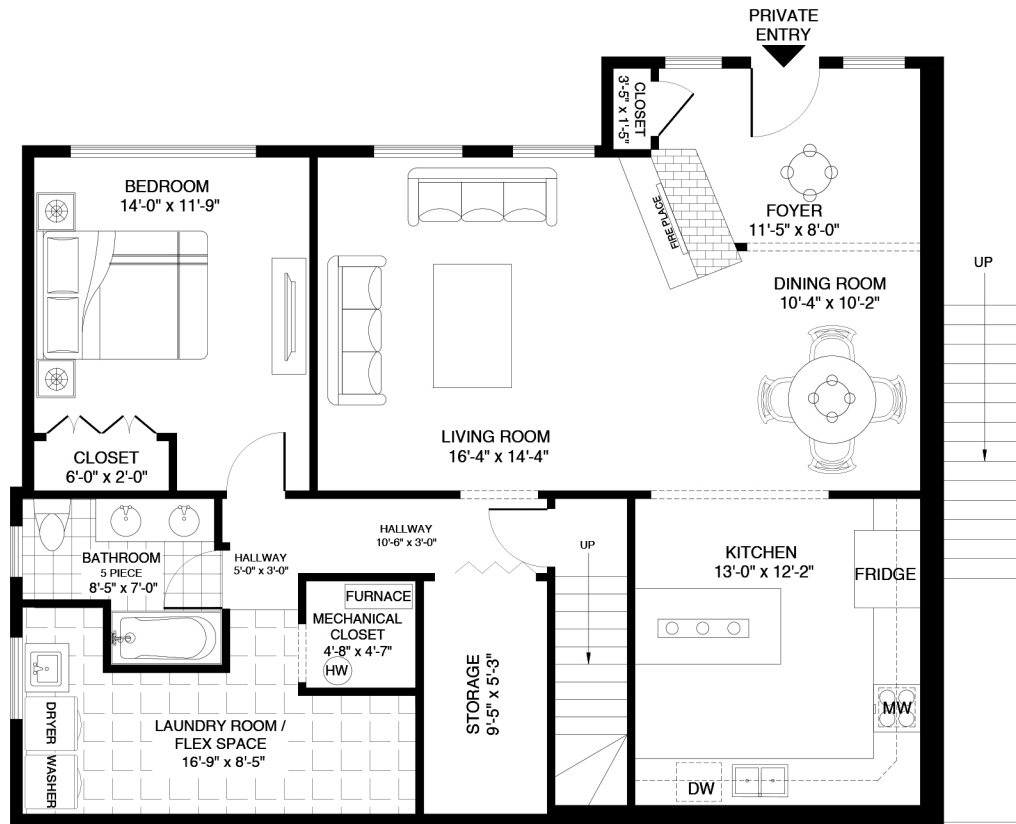 PRIVATE
ENTRY
CLOSET
3'-5" x 1'-5"
BEDROOM
14'-0" x 11'-9"
FIRE PLACE
FOYER
11'-5" x 8'-0"
UP
DINING ROOM
10'-4" x 10'-2"
LIVING ROOM
16'-4" x 14'-4"
CLOSET
6'-0" x 2'-0"
BATHROOM
5 PIECE
8'-5" x 7'-0"
HALLWAY
5'-0" x 3'-0"
HALLWAY
10'-6" x 3'-0"
UP
KITCHEN
13'-0" x 12'-2"
FRIDGE
FURNACE
MECHANICAL
CLOSET
4'-8" x 4'-7"
HW
STORAGE
9'-5" x 5'-3"
MW
DRYER
WASHER
LAUNDRY ROOM /
FLEX SPACE
16'-9" x 8'-5"
DW